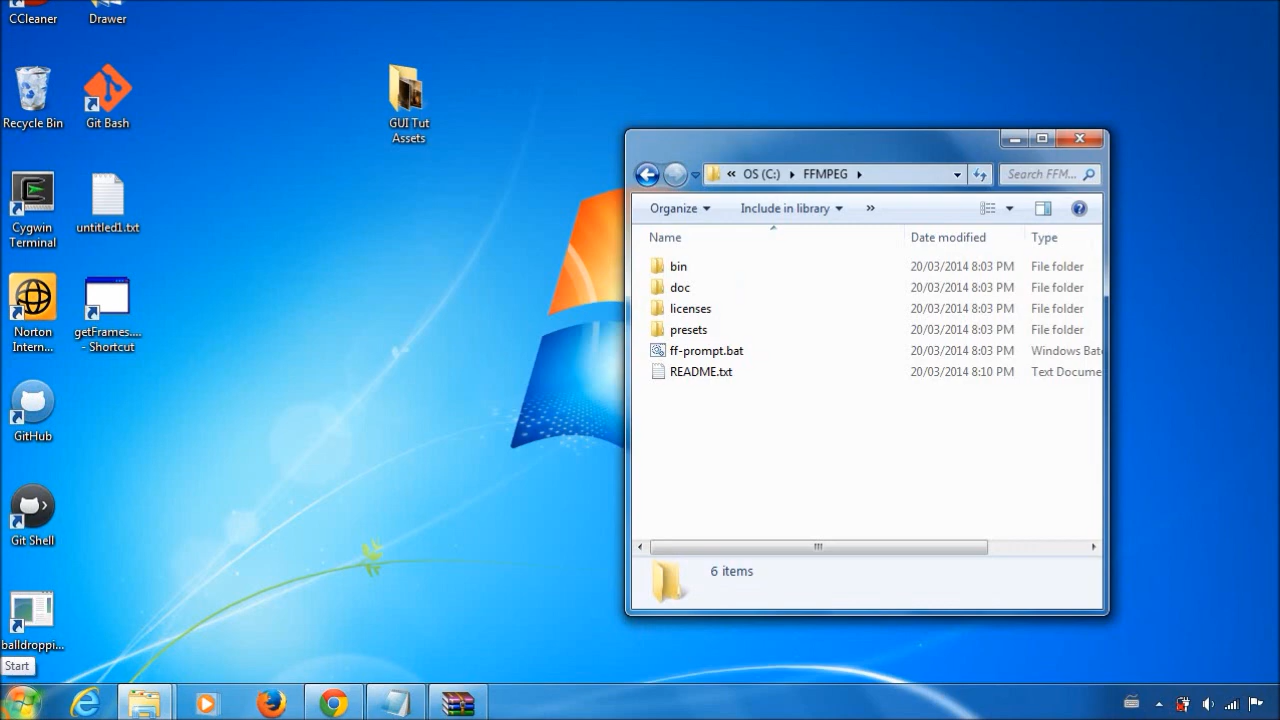 CCleaner
Drawer
Recycle Bin
Git Bash
GUI Tut
Assets
Cygwin
Terminal
untitled1.txt
Norton
Intern...
getFrames....
- Shortcut
GitHub
Git Shell
balldroppi...
Start
« OS (C:) FFMPEG
Search FFM...
Organize
Include in library
»
Name
Date modified
Type
bin 20/03/2014 8:03 PM File folder
doc 20/03/2014 8:03 PM File folder
licenses 20/03/2014 8:03 PM File folder
presets 20/03/2014 8:03 PM File folder
ff-prompt.bat 20/03/2014 8:03 PM Windows Bat
README.txt 20/03/2014 8:10 PM Text Docume
6 items